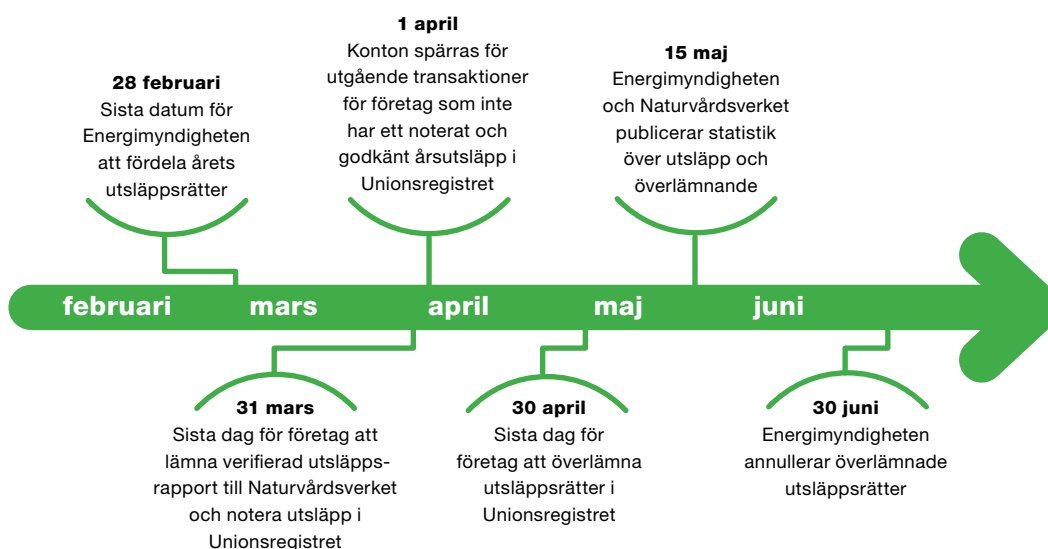 28 februari
Sista datum för
Energimyndigheten
att fördela årets
utsläppsrätter
1 april
Konton spärras för
utgående transaktioner
för företag som inte
har ett noterat och
godkänt årsutsläpp i
Unionsregistret
15 maj
Energimyndigheten
och Naturvårdsverket
publicerar statistik
över utsläpp och
överlämnande
februari mars april maj juni
31 mars
Sista dag för företag att
lämna verifierad utsläpps-
rapport till Naturvårdsverket
och notera utsläpp i
Unionsregistret
30 april
Sista dag för
företag att överlämna
utsläppsrätter i
Unionsregistret
30 juni
Energimyndigheten
annullerar överlämnade
utsläppsrätter